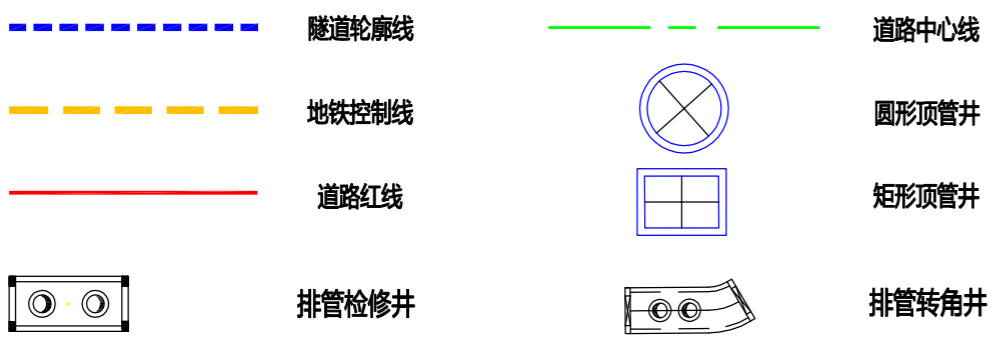 隧道轮廓线
道路中心线
地铁控制线
圆形顶管井
道路红线
矩形顶管井
排管检修井
排管转角井